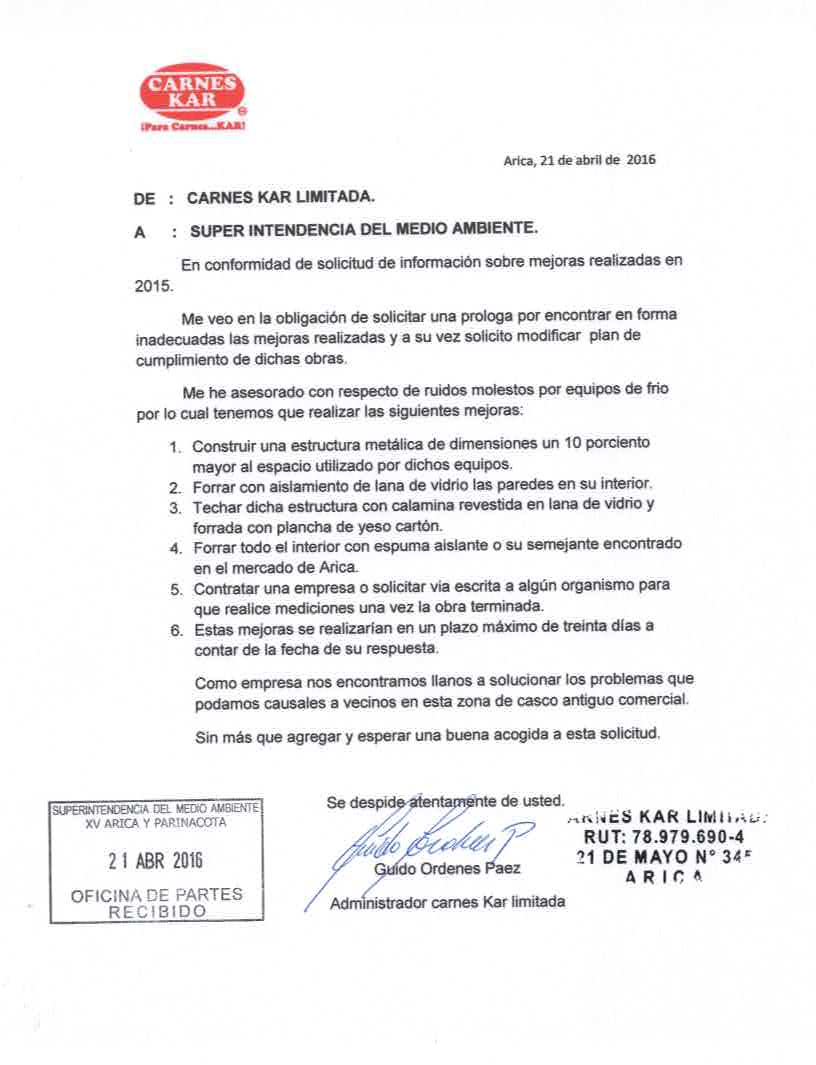 CARNES
KAR
¡Para Carnes...KAR!
Arica, 21 de abril de 2016
DE : CARNES KAR LIMITADA.
A : SUPER INTENDENCIA DEL MEDIO AMBIENTE.
En conformidad de solicitud de información sobre mejoras realizadas en
2015.
Me veo en la obligación de solicitar una prologa por encontrar en forma
inadecuadas las mejoras realizadas y a su vez solicito modificar plan de
cumplimiento de dichas obras.
Me he asesorado con respecto de ruidos molestos por equipos de frio
por lo cual tenemos que realizar las siguientes mejoras:
1. Construir una estructura metálica de dimensiones un 10 porciento
mayor al espacio utilizado por dichos equipos.
2. Forrar con aislamiento de lana de vidrio las paredes en su interior.
3. Techar dicha estructura con calamina revestida en lana de vidrio y
forrada con plancha de yeso cartón.
4. Forrar todo el interior con espuma aislante o su semejante encontrado
en el mercado de Arica.
5. Contratar una empresa o solicitar via escrita a algún organismo para
que realice mediciones una vez la obra terminada.
6. Estas mejoras se realizarían en un plazo máximo de treinta días a
contar de la fecha de su respuesta.
Como empresa nos encontramos llanos a solucionar los problemas que
podamos causales a vecinos en esta zona de casco antiguo comercial.
Sin más que agregar y esperar una buena acogida a esta solicitud.
SUPERINTENDENCIA DEL MEDIO AMBIENTE
XV ARICA Y PARINACOTA
21 ABR 2016
OFICINA DE PARTES
RECIBIDO
Se despide atentamente de usted.
Guido Ordenes P
Guido Ordenes Paez
Administrador carnes Kar limitada
ARNES KAR LIMITAD
RUT: 78.979.690-4
21 DE MAYO N° 345
ARICA